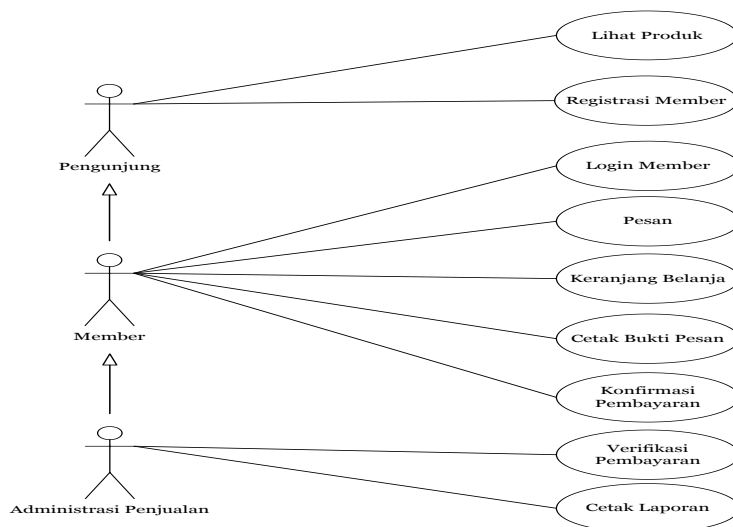 Lihat Produk
Registrasi Member
Pengunjung
Login Member
Pesan
Keranjang Belanja
Member
Cetak Bukti Pesan
Konfirmasi
Pembayaran
Verifikasi
Pembayaran
Administrasi Penjualan
Cetak Laporan